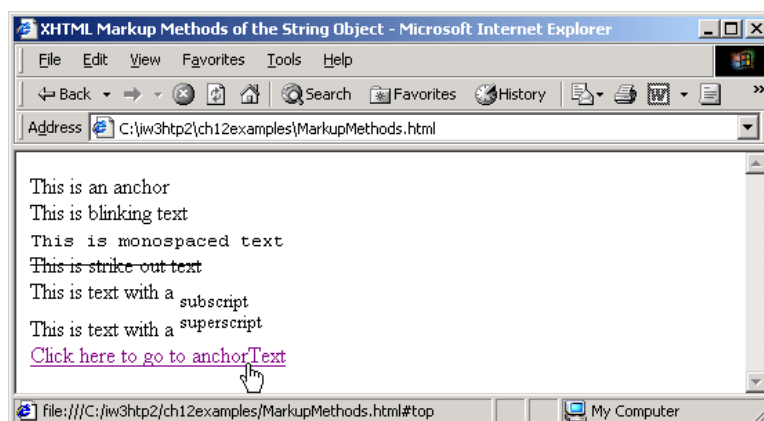 XHTML Markup Methods of the String Object - Microsoft Internet Explorer
File Edit View Favorites Tools Help
Back Search Favorites History
Address C:\iw3htp2\ch12examples\MarkupMethods.html
This is an anchor
This is blinking text
This is monospaced text
This is strike out text
This is text with a subscript
This is text with a superscript
Click here to go to anchorText
file:///C:/iw3htp2/ch12examples/MarkupMethods.html#top My Computer